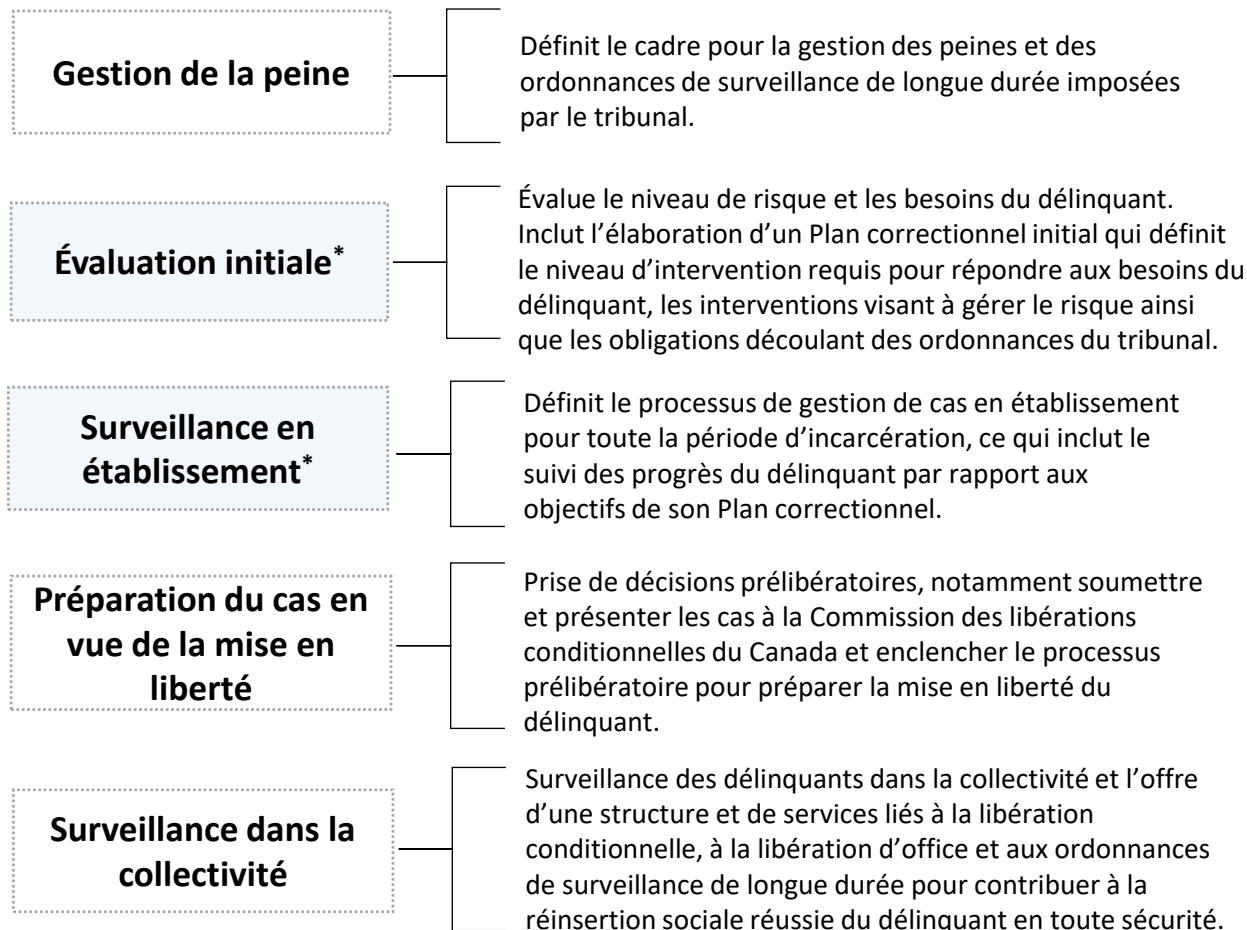 Gestion de la peine
Définit le cadre pour la gestion des peines et des
ordonnances de surveillance de longue durée imposées
par le tribunal.
Évaluation initiale*
Évalue le niveau de risque et les besoins du délinquant.
Inclut l’élaboration d’un Plan correctionnel initial qui définit
le niveau d’intervention requis pour répondre aux besoins du
délinquant, les interventions visant à gérer le risque ainsi
que les obligations découlant des ordonnances du tribunal.
Surveillance en
établissement*
Définit le processus de gestion de cas en établissement
pour toute la période d’incarcération, ce qui inclut le
suivi des progrès du délinquant par rapport aux
objectifs de son Plan correctionnel.
Préparation du cas en
vue de la mise en
liberté
Prise de décisions prélibératoires, notamment soumettre
et présenter les cas à la Commission des libérations
conditionnelles du Canada et enclencher le processus
prélibératoire pour préparer la mise en liberté du
délinquant.
Surveillance dans la
collectivité
Surveillance des délinquants dans la collectivité et l’offre
d’une structure et de services liés à la libération
conditionnelle, à la libération d’office et aux ordonnances
de surveillance de longue durée pour contribuer à la
réinsertion sociale réussie du délinquant en toute sécurité.